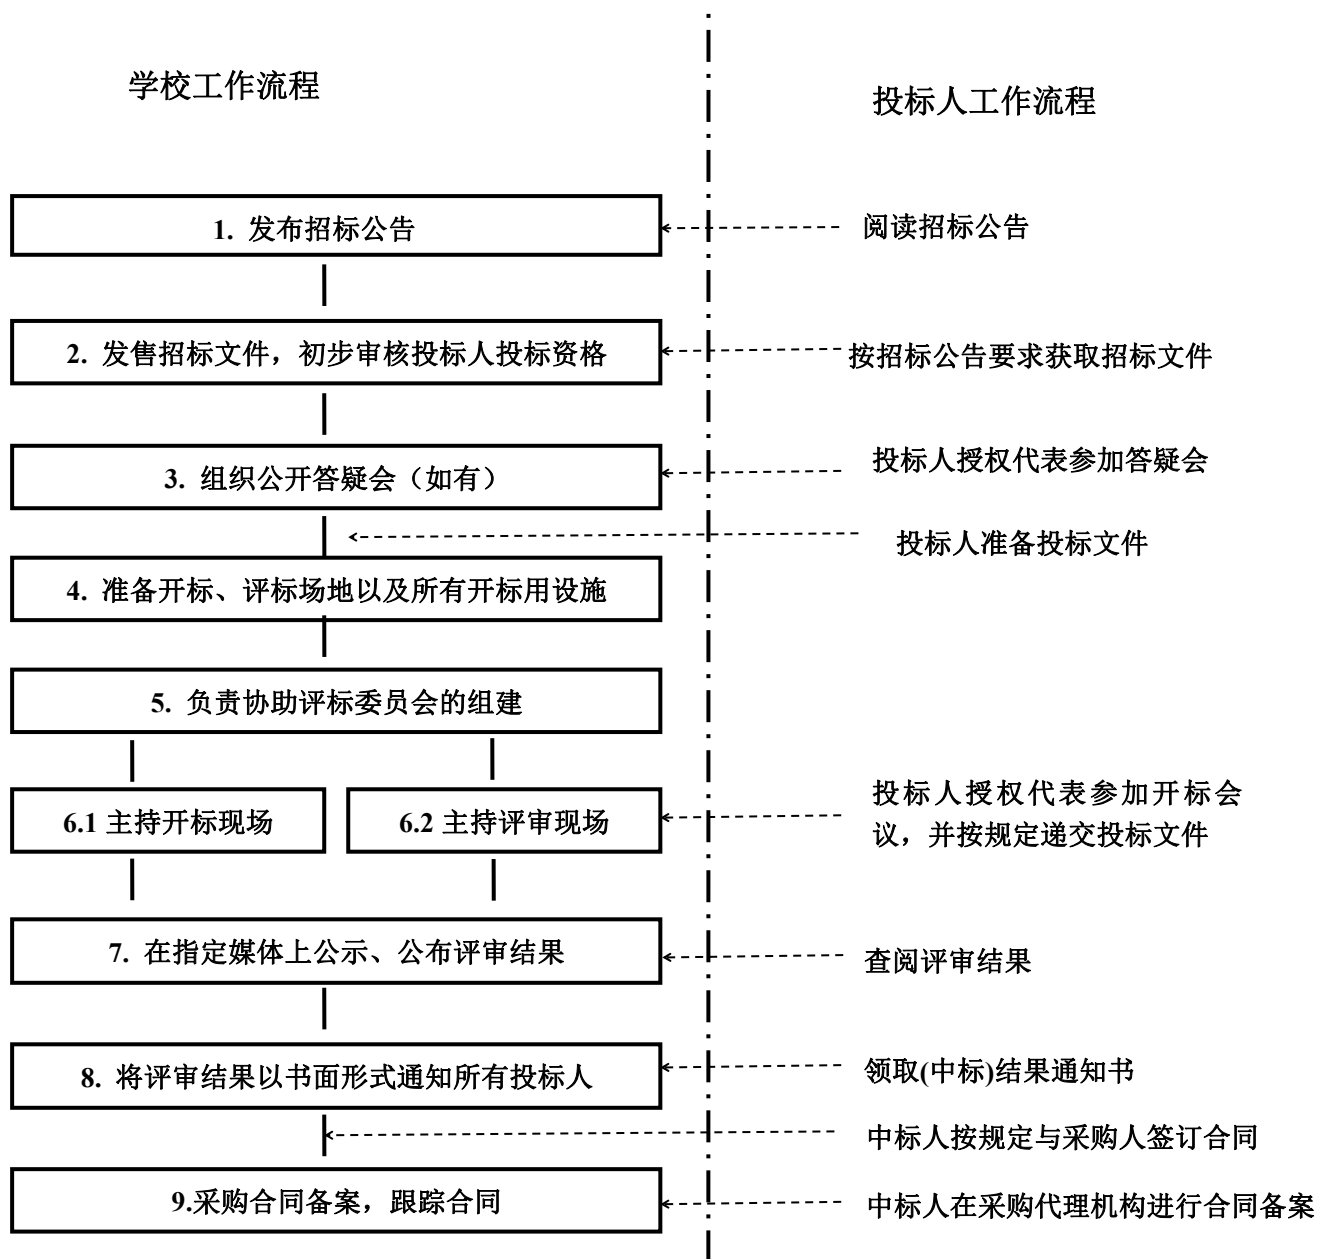 学校工作流程
投标人工作流程
1. 发布招标公告
阅读招标公告
2. 发售招标文件，初步审核投标人投标资格
按招标公告要求获取招标文件
3. 组织公开答疑会（如有）
投标人授权代表参加答疑会
投标人准备投标文件
4. 准备开标、评标场地以及所有开标用设施
5. 负责协助评标委员会的组建
6.1 主持开标现场
6.2 主持评审现场
投标人授权代表参加开标会
议，并按规定递交投标文件
7. 在指定媒体上公示、公布评审结果
查阅评审结果
8. 将评审结果以书面形式通知所有投标人
领取(中标)结果通知书
中标人按规定与采购人签订合同
9.采购合同备案，跟踪合同
中标人在采购代理机构进行合同备案